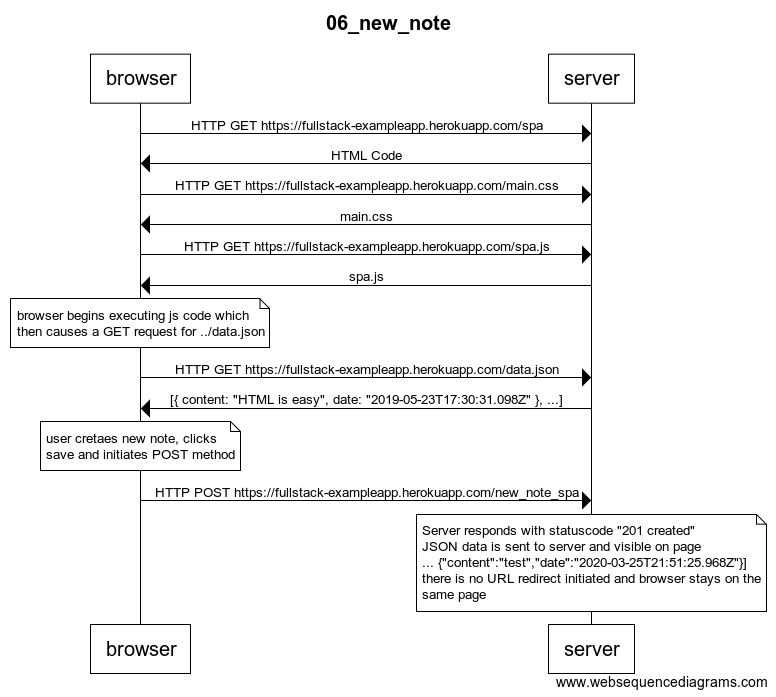 06_new_note
browser
server
HTTP GET https://fullstack-exampleapp.herokuapp.com/spa
HTML Code
HTTP GET https://fullstack-exampleapp.herokuapp.com/main.css
main.css
HTTP GET https://fullstack-exampleapp.herokuapp.com/spa.js
spa.js
browser begins executing js code which
then causes a GET request for ../data.json
HTTP GET https://fullstack-exampleapp.herokuapp.com/data.json
[{ content: "HTML is easy", date: "2019-05-23T17:30:31.098Z" }, ...]
user cretaes new note, clicks
save and initiates POST method
HTTP POST https://fullstack-exampleapp.herokuapp.com/new_note_spa
Server responds with statuscode "201 created"
JSON data is sent to server and visible on page
... {"content":"test","date":"2020-03-25T21:51:25.968Z"}]
there is no URL redirect initiated and browser stays on the
same page
browser
server
www.websequencediagrams.com